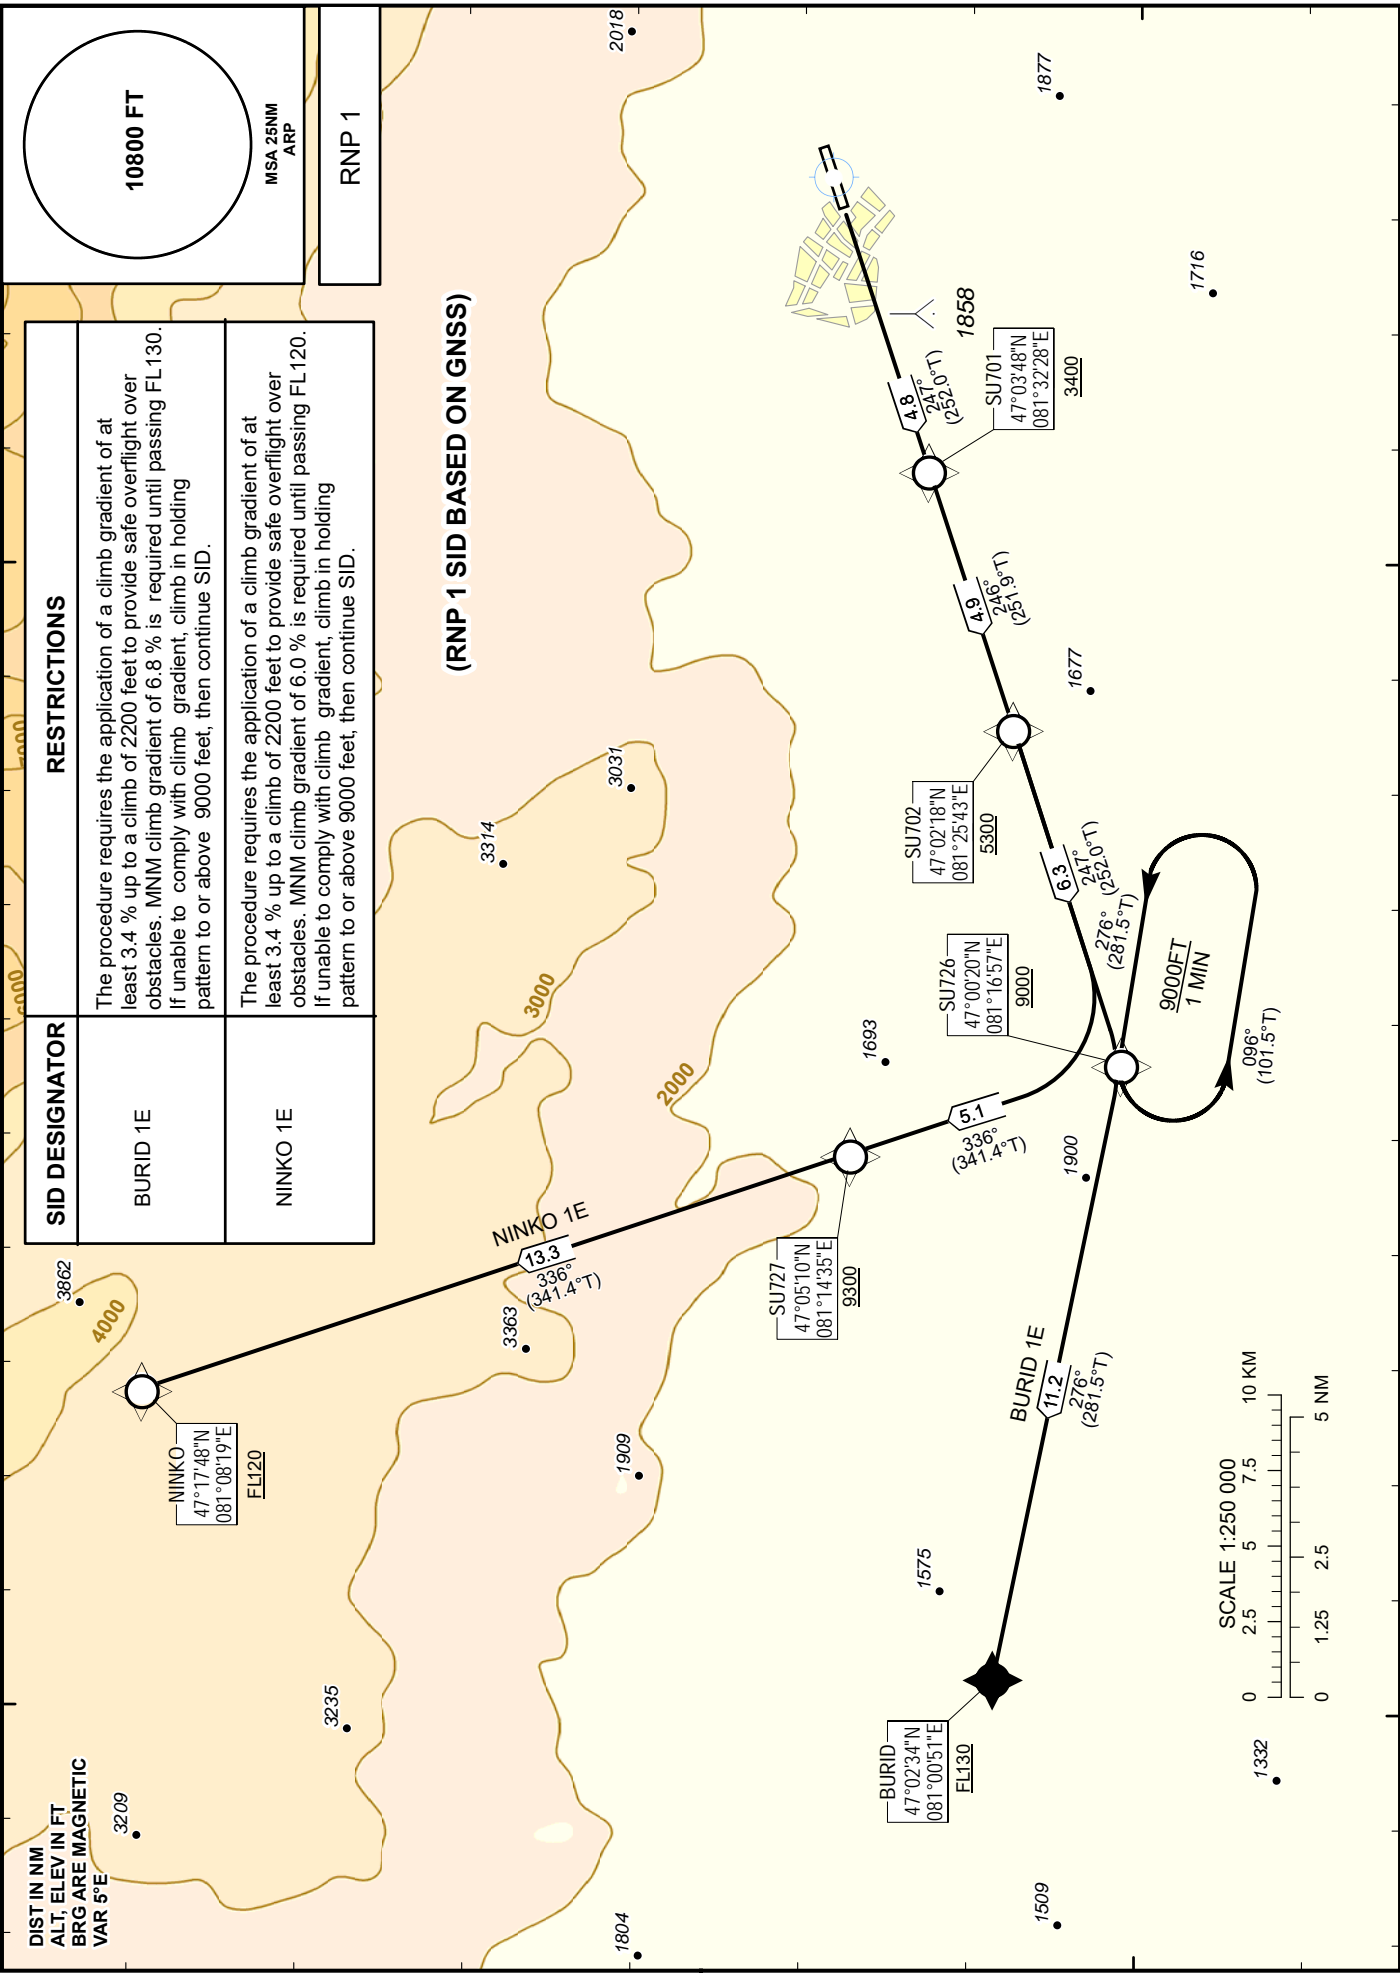 DIST IN NM
ALT, ELEV IN FT
BRG ARE MAGNETIC
VAR 5°E
SID DESIGNATOR
RESTRICTIONS
BURID 1E
The procedure requires the application of a climb gradient of at
least 3.4 % up to a climb of 2200 feet to provide safe overflight over
obstacles. MNM climb gradient of 6.8 % is required until passing FL130.
If unable to comply with climb gradient, climb in holding
pattern to or above 9000 feet, then continue SID.
NINKO 1E
The procedure requires the application of a climb gradient of at
least 3.4 % up to a climb of 2200 feet to provide safe overflight over
obstacles. MNM climb gradient of 6.0 % is required until passing FL120.
If unable to comply with climb gradient, climb in holding
pattern to or above 9000 feet, then continue SID.
10800 FT
MSA 25NM
ARP
RNP 1
(RNP 1 SID BASED ON GNSS)
7000
6000
4000
3000
2000
3209
3235
3862
3363
3314
3031
2018
1804
1909
1693
1575
1900
1677
1877
1716
1858
1509
1332
NINKO
47°17'48"N
081°08'19"E
FL120
NINKO 1E
13.3
336°
(341.4°T)
SU727
47°05'10"N
081°14'35"E
9300
5.1
336°
(341.4°T)
SU726
47°00'20"N
081°16'57"E
9000
SU702
47°02'18"N
081°25'43"E
5300
SU701
47°03'48"N
081°32'28"E
3400
4.8
247°
(252.0°T)
4.9
246°
(251.9°T)
6.3
247°
(252.0°T)
276°
(281.5°T)
9000FT
1 MIN
096°
(101.5°T)
BURID 1E
11.2
276°
(281.5°T)
BURID
47°02'34"N
081°00'51"E
FL130
SCALE 1:250 000
0 2.5 5 7.5 10 KM
0 1.25 2.5 5 NM